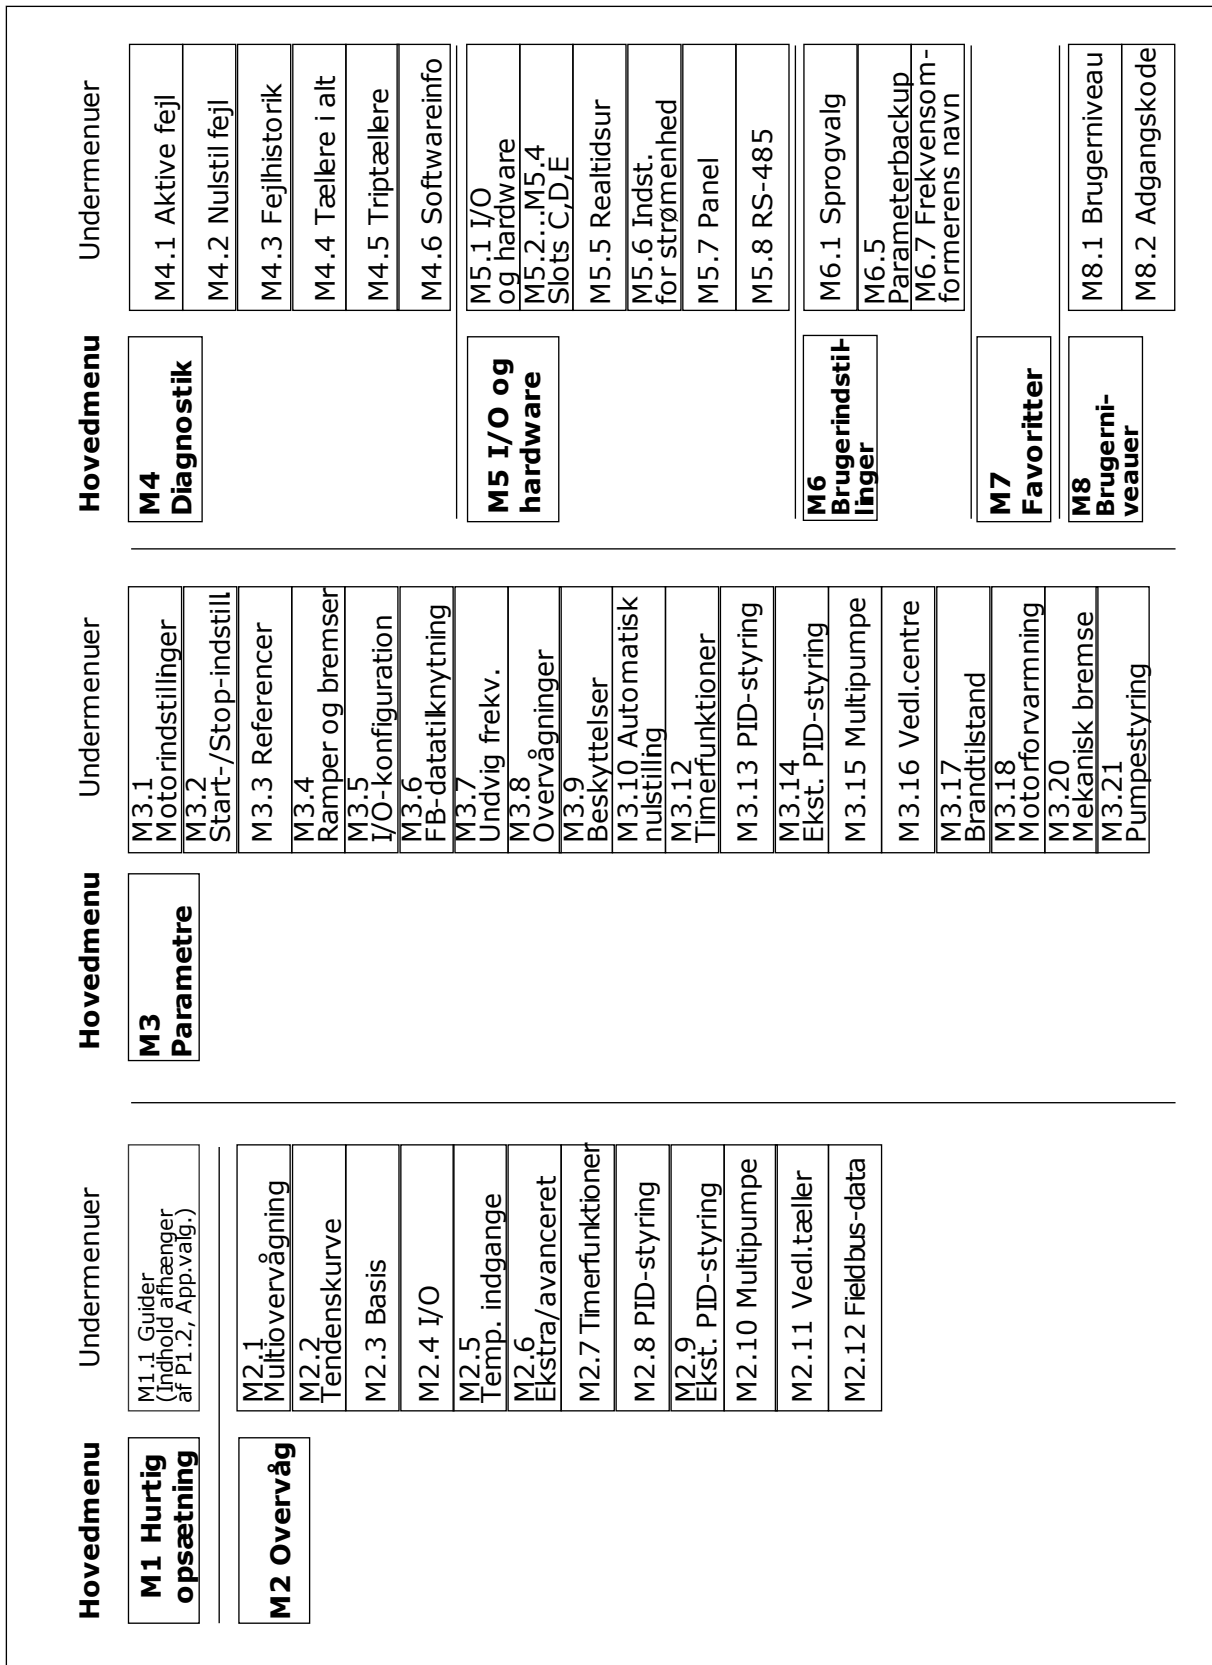 Hovedmenu
Undermenuer
M1 Hurtig
opsætning
M1.1 Guider
(Indhold afhænger
af P1.2, App.valg.)
M2 Overvåg
M2.1
Multiovervågning
M2.2
Tendenskurve
M2.3 Basis
M2.4 I/O
M2.5
Temp. indgange
M2.6
Ekstra/avanceret
M2.7 Timerfunktioner
M2.8 PID-styring
M2.9
Ekst. PID-styring
M2.10 Multipumpe
M2.11 Vedl.tæller
M2.12 Fieldbus-data
Hovedmenu
Undermenuer
M3
Parametre
M3.1
Motorindstillinger
M3.2
Start-/Stop-indstill.
M3.3 Referencer
M3.4
Ramper og bremser
M3.5
I/O-konfiguration
M3.6
FB-datatilknytning
M3.7
Undvig frekv.
M3.8
Overvågninger
M3.9
Beskyttelser
M3.10 Automatisk
nulstilling
M3.12
Timerfunktioner
M3.13 PID-styring
M3.14
Ekst. PID-styring
M3.15 Multipumpe
M3.16 Vedl.centre
M3.17
Brandtilstand
M3.18
Motorforvarmning
M3.20
Mekanisk bremse
M3.21
Pumpestyring
Hovedmenu
Undermenuer
M4
Diagnostik
M4.1 Aktive fejl
M4.2 Nulstil fejl
M4.3 Fejlhistorik
M4.4 Tællere i alt
M4.5 Triptællere
M4.6 Softwareinfo
M5 I/O og
hardware
M5.1 I/O
og hardware
M5.2...M5.4
Slots C,D,E
M5.5 Realtidsur
M5.6 Indst.
for strømenhed
M5.7 Panel
M5.8 RS-485
M6
Brugerindstil-
linger
M6.1 Sprogvalg
M6.5
Parameterbackup
M6.7 Frekvensom-
formerens navn
M7
Favoritter
M8
Brugerni-
veauer
M8.1 Brugerniveau
M8.2 Adgangskode